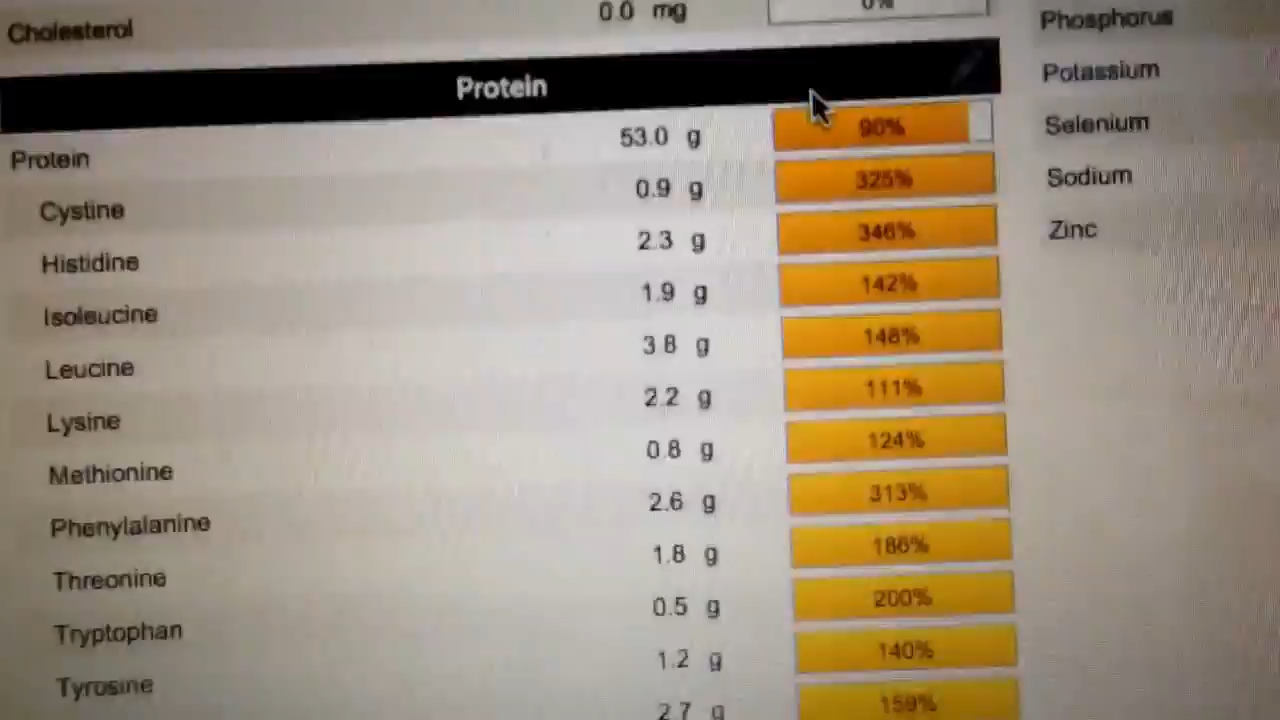 Cholesterol 0.0 mg 0%
Protein
Protein 53.0 g 90%
Cystine 0.9 g 325%
Histidine 2.3 g 346%
Isoleucine 1.9 g 142%
Leucine 3.8 g 148%
Lysine 2.2 g 111%
Methionine 0.8 g 124%
Phenylalanine 2.6 g 313%
Threonine 1.8 g 186%
Tryptophan 0.5 g 200%
Tyrosine 1.2 g 140%
2.7 g 159%
Phosphorus
Potassium
Selenium
Sodium
Zinc